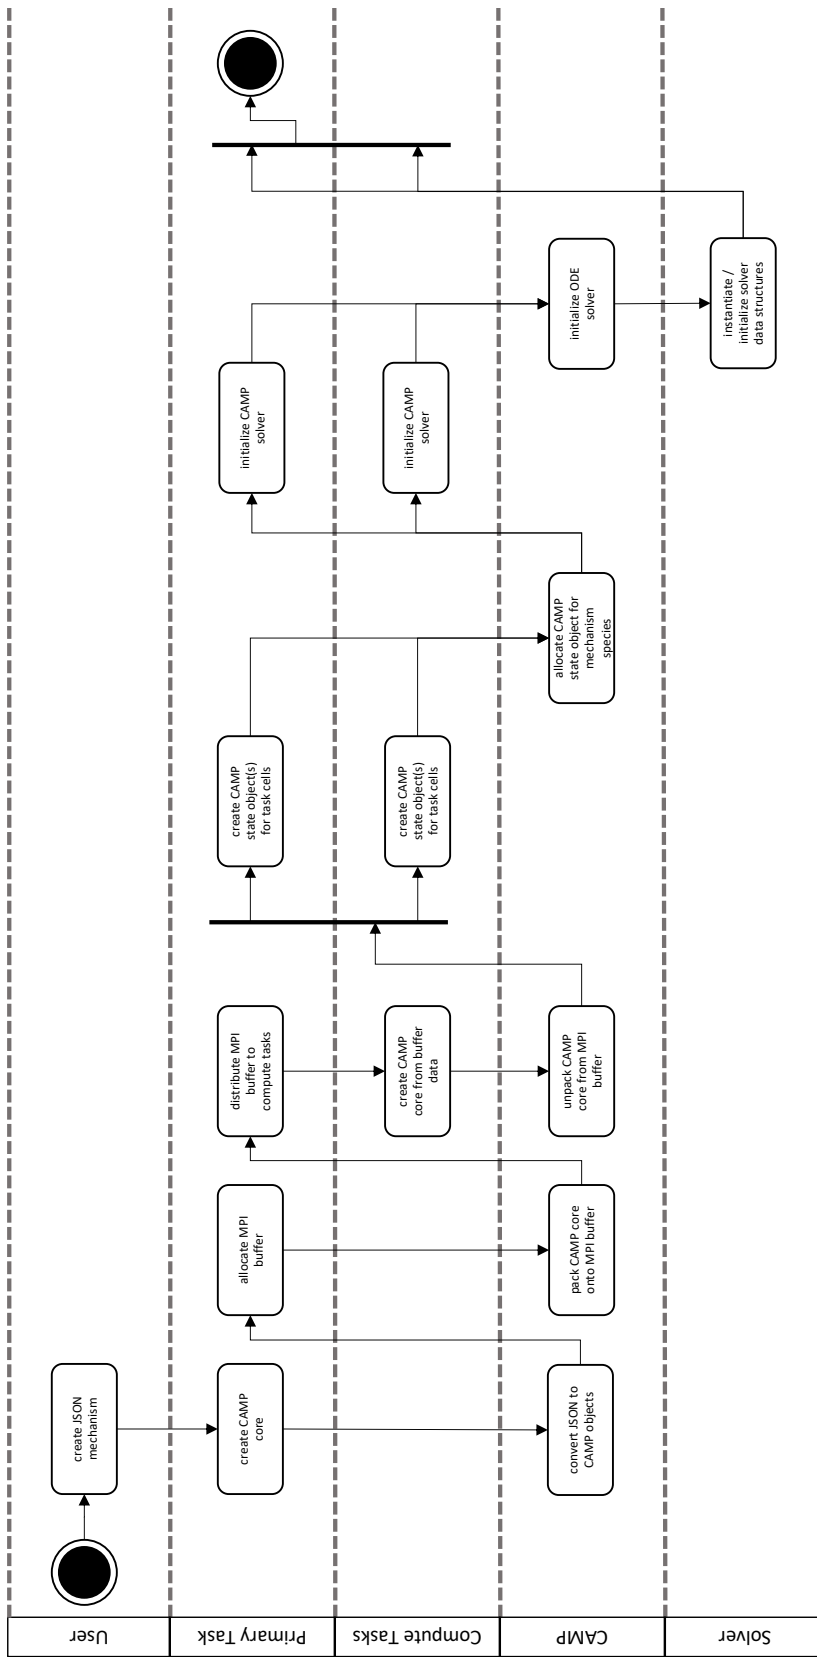 User
Primary Task
Compute Tasks
CAMP
Solver
create JSON
mechanism
create CAMP
core
convert JSON to
CAMP objects
allocate MPI
buffer
pack CAMP core
onto MPI buffer
distribute MPI
buffer to
compute tasks
create CAMP
core from buffer
data
unpack CAMP
core from MPI
buffer
create CAMP
state object(s)
for task cells
create CAMP
state object(s)
for task cells
allocate CAMP
state object for
mechanism
species
initialize CAMP
solver
initialize CAMP
solver
initialize ODE
solver
instantiate /
initialize solver
data structures